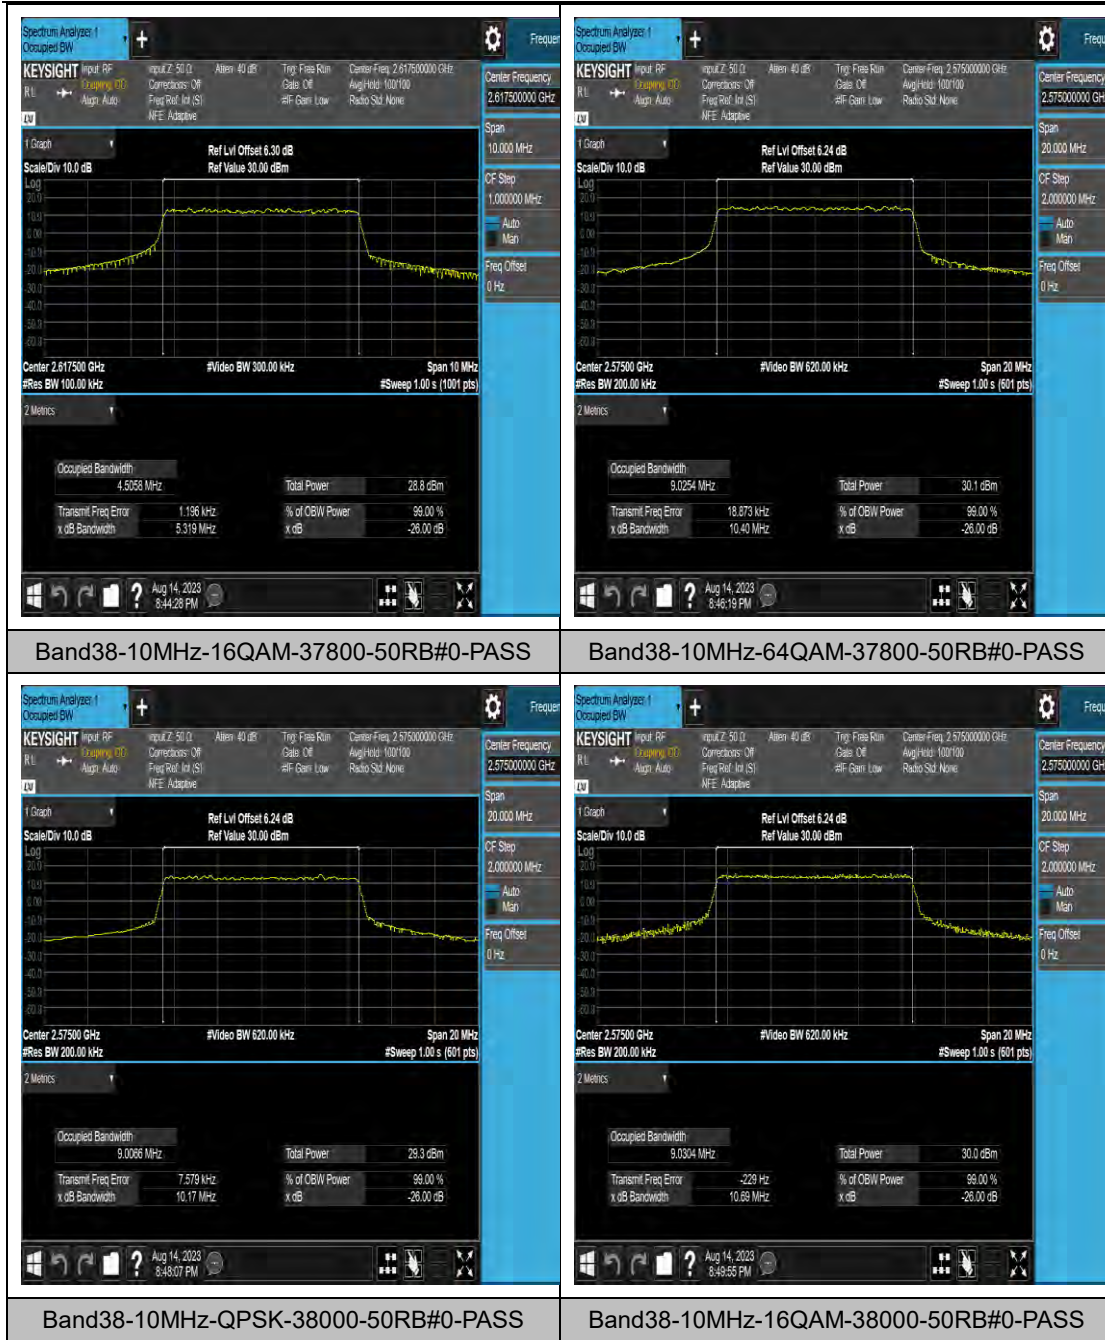 Spectrum Analyzer 1
Occupied BW
+
Frequen
KEYSIGHT Input: RF
Coupling: DC
Align: Auto
Input Z: 50 Ω
Corrections: Off
Freq Ref: Int (S)
NFE: Adaptive
Atten: 40 dB
Trig: Free Run
Gate: Off
#IF Gain: Low
Center Freq: 2.617500000 GHz
Avg|Hold: 100/100
Radio Std: None
Center Frequency
2.617500000 GHz
Span
10.000 MHz
CF Step
1.000000 MHz
Auto
Man
Freq Offset
0 Hz
1 Graph
Scale/Div 10.0 dB
Ref Lvl Offset 6.30 dB
Ref Value 30.00 dBm
Log
Center 2.617500 GHz
#Video BW 300.00 kHz
Span 10 MHz
#Res BW 100.00 kHz
#Sweep 1.00 s (1001 pts)
2 Metrics
Occupied Bandwidth
4.5058 MHz
Total Power 28.8 dBm
Transmit Freq Error 1.196 kHz
% of OBW Power 99.00 %
x dB Bandwidth 5.319 MHz
x dB -26.00 dB
Aug 14, 2023
8:44:28 PM
Spectrum Analyzer 1
Occupied BW
+
Frequ
KEYSIGHT Input: RF
Coupling: DC
Align: Auto
Input Z: 50 Ω
Corrections: Off
Freq Ref: Int (S)
NFE: Adaptive
Atten: 40 dB
Trig: Free Run
Gate: Off
#IF Gain: Low
Center Freq: 2.575000000 GHz
Avg|Hold: 100/100
Radio Std: None
Center Frequency
2.575000000 GH
Span
20.000 MHz
CF Step
2.000000 MHz
Auto
Man
Freq Offset
0 Hz
1 Graph
Scale/Div 10.0 dB
Ref Lvl Offset 6.24 dB
Ref Value 30.00 dBm
Log
Center 2.57500 GHz
#Video BW 620.00 kHz
Span 20 MHz
#Res BW 200.00 kHz
#Sweep 1.00 s (601 pts)
2 Metrics
Occupied Bandwidth
9.0254 MHz
Total Power 30.1 dBm
Transmit Freq Error 18.873 kHz
% of OBW Power 99.00 %
x dB Bandwidth 10.40 MHz
x dB -26.00 dB
Aug 14, 2023
8:46:19 PM
Band38-10MHz-16QAM-37800-50RB#0-PASS
Band38-10MHz-64QAM-37800-50RB#0-PASS
Spectrum Analyzer 1
Occupied BW
+
Frequen
KEYSIGHT Input: RF
Coupling: DC
Align: Auto
Input Z: 50 Ω
Corrections: Off
Freq Ref: Int (S)
NFE: Adaptive
Atten: 40 dB
Trig: Free Run
Gate: Off
#IF Gain: Low
Center Freq: 2.575000000 GHz
Avg|Hold: 100/100
Radio Std: None
Center Frequency
2.575000000 GHz
Span
20.000 MHz
CF Step
2.000000 MHz
Auto
Man
Freq Offset
0 Hz
1 Graph
Scale/Div 10.0 dB
Ref Lvl Offset 6.24 dB
Ref Value 30.00 dBm
Log
Center 2.57500 GHz
#Video BW 620.00 kHz
Span 20 MHz
#Res BW 200.00 kHz
#Sweep 1.00 s (601 pts)
2 Metrics
Occupied Bandwidth
9.0066 MHz
Total Power 29.3 dBm
Transmit Freq Error 7.579 kHz
% of OBW Power 99.00 %
x dB Bandwidth 10.17 MHz
x dB -26.00 dB
Aug 14, 2023
8:48:07 PM
Spectrum Analyzer 1
Occupied BW
+
Frequ
KEYSIGHT Input: RF
Coupling: DC
Align: Auto
Input Z: 50 Ω
Corrections: Off
Freq Ref: Int (S)
NFE: Adaptive
Atten: 40 dB
Trig: Free Run
Gate: Off
#IF Gain: Low
Center Freq: 2.575000000 GHz
Avg|Hold: 100/100
Radio Std: None
Center Frequency
2.575000000 GH
Span
20.000 MHz
CF Step
2.000000 MHz
Auto
Man
Freq Offset
0 Hz
1 Graph
Scale/Div 10.0 dB
Ref Lvl Offset 6.24 dB
Ref Value 30.00 dBm
Log
Center 2.57500 GHz
#Video BW 620.00 kHz
Span 20 MHz
#Res BW 200.00 kHz
#Sweep 1.00 s (601 pts)
2 Metrics
Occupied Bandwidth
9.0304 MHz
Total Power 30.0 dBm
Transmit Freq Error -229 Hz
% of OBW Power 99.00 %
x dB Bandwidth 10.69 MHz
x dB -26.00 dB
Aug 14, 2023
8:49:55 PM
Band38-10MHz-QPSK-38000-50RB#0-PASS
Band38-10MHz-16QAM-38000-50RB#0-PASS